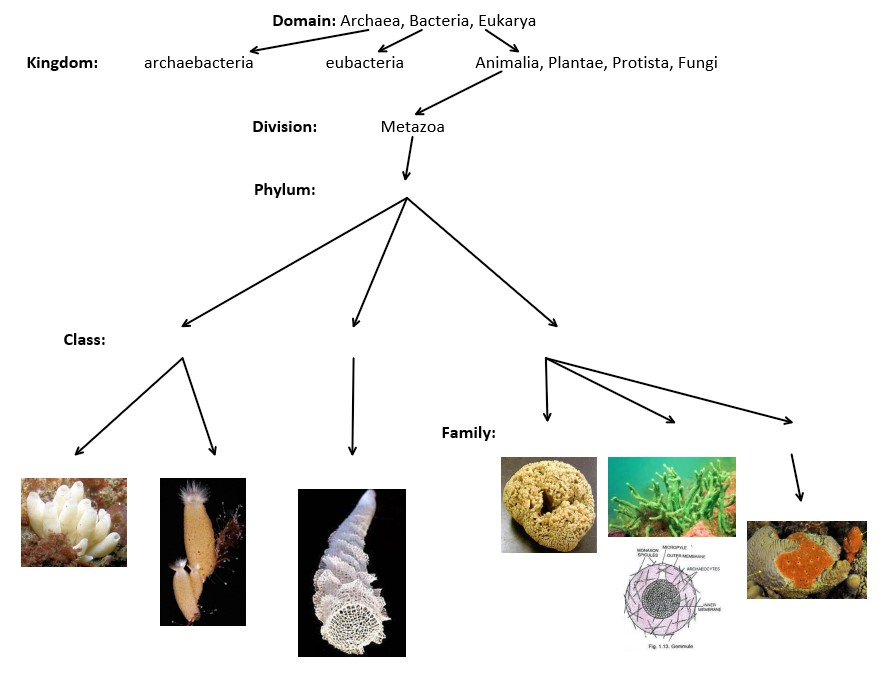 Domain: Archaea, Bacteria, Eukarya
Kingdom: archaebacteria eubacteria Animalia, Plantae, Protista, Fungi
Division: Metazoa
Phylum:
Class:
Family:
MICROPYLE
MONAXON SPICULES
OUTER MEMBRANE
ARCHAEOCYTES
INNER MEMBRANE
Fig. 1.13. Gemmule